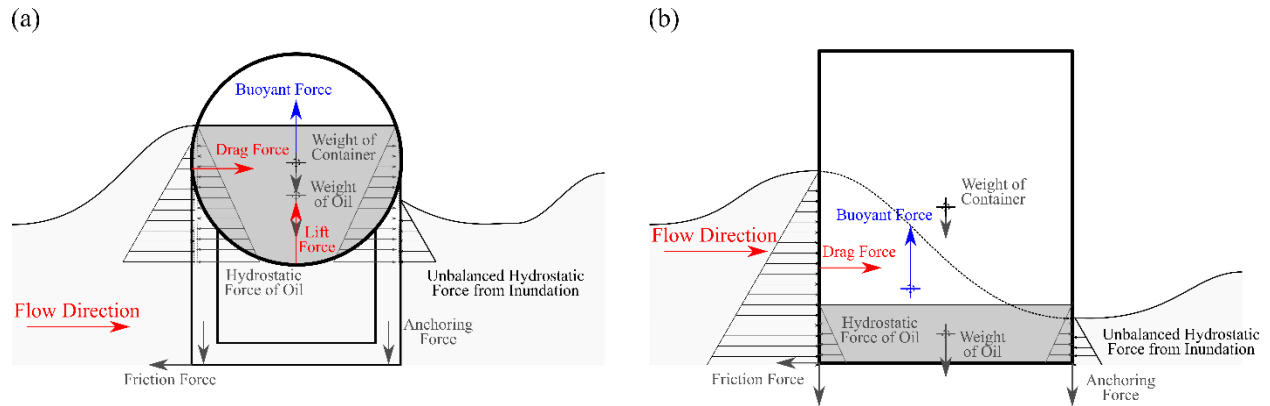 (a)
Buoyant Force
Drag Force
Weight of
Container
Weight
of Oil
Lift
Force
Hydrostatic
Force of Oil
Unbalanced Hydrostatic
Force from Inundation
Flow Direction
Anchoring
Force
Friction Force
(b)
Weight of
Container
Buoyant Force
Flow Direction
Drag Force
Hydrostatic
Force of Oil
Weight
of Oil
Unbalanced Hydrostatic
Force from Inundation
Friction Force
Anchoring
Force